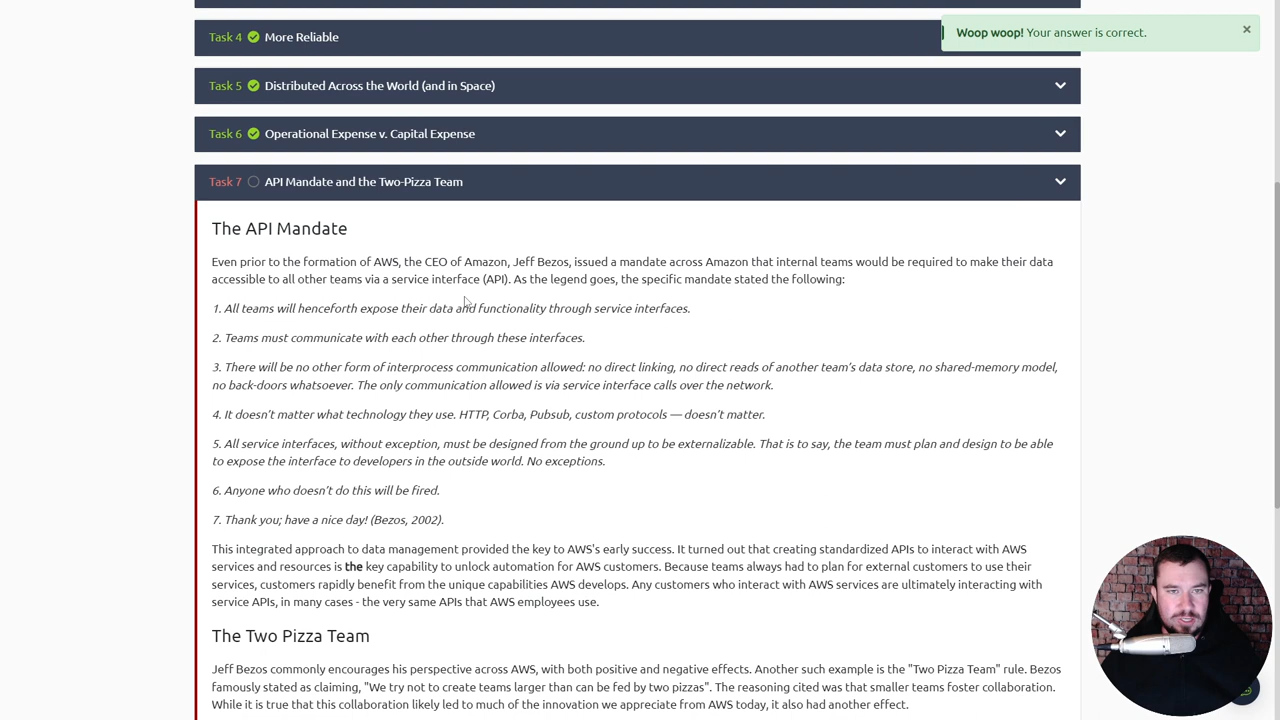 Task 4 More Reliable
Woop woop! Your answer is correct. ×
Task 5 Distributed Across the World (and in Space)
Task 6 Operational Expense v. Capital Expense
Task 7 API Mandate and the Two-Pizza Team
The API Mandate
Even prior to the formation of AWS, the CEO of Amazon, Jeff Bezos, issued a mandate across Amazon that internal teams would be required to make their data
accessible to all other teams via a service interface (API). As the legend goes, the specific mandate stated the following:
1. All teams will henceforth expose their data and functionality through service interfaces.
2. Teams must communicate with each other through these interfaces.
3. There will be no other form of interprocess communication allowed: no direct linking, no direct reads of another team's data store, no shared-memory model,
no back-doors whatsoever. The only communication allowed is via service interface calls over the network.
4. It doesn't matter what technology they use. HTTP, Corba, Pubsub, custom protocols — doesn't matter.
5. All service interfaces, without exception, must be designed from the ground up to be externalizable. That is to say, the team must plan and design to be able
to expose the interface to developers in the outside world. No exceptions.
6. Anyone who doesn't do this will be fired.
7. Thank you; have a nice day! (Bezos, 2002).
This integrated approach to data management provided the key to AWS's early success. It turned out that creating standardized APIs to interact with AWS
services and resources is the key capability to unlock automation for AWS customers. Because teams always had to plan for external customers to use their
services, customers rapidly benefit from the unique capabilities AWS develops. Any customers who interact with AWS services are ultimately interacting with
service APIs, in many cases - the very same APIs that AWS employees use.
The Two Pizza Team
Jeff Bezos commonly encourages his perspective across AWS, with both positive and negative effects. Another such example is the "Two Pizza Team" rule. Bezos
famously stated as claiming, "We try not to create teams larger than can be fed by two pizzas". The reasoning cited was that smaller teams foster collaboration.
While it is true that this collaboration likely led to much of the innovation we appreciate from AWS today, it also had another effect.